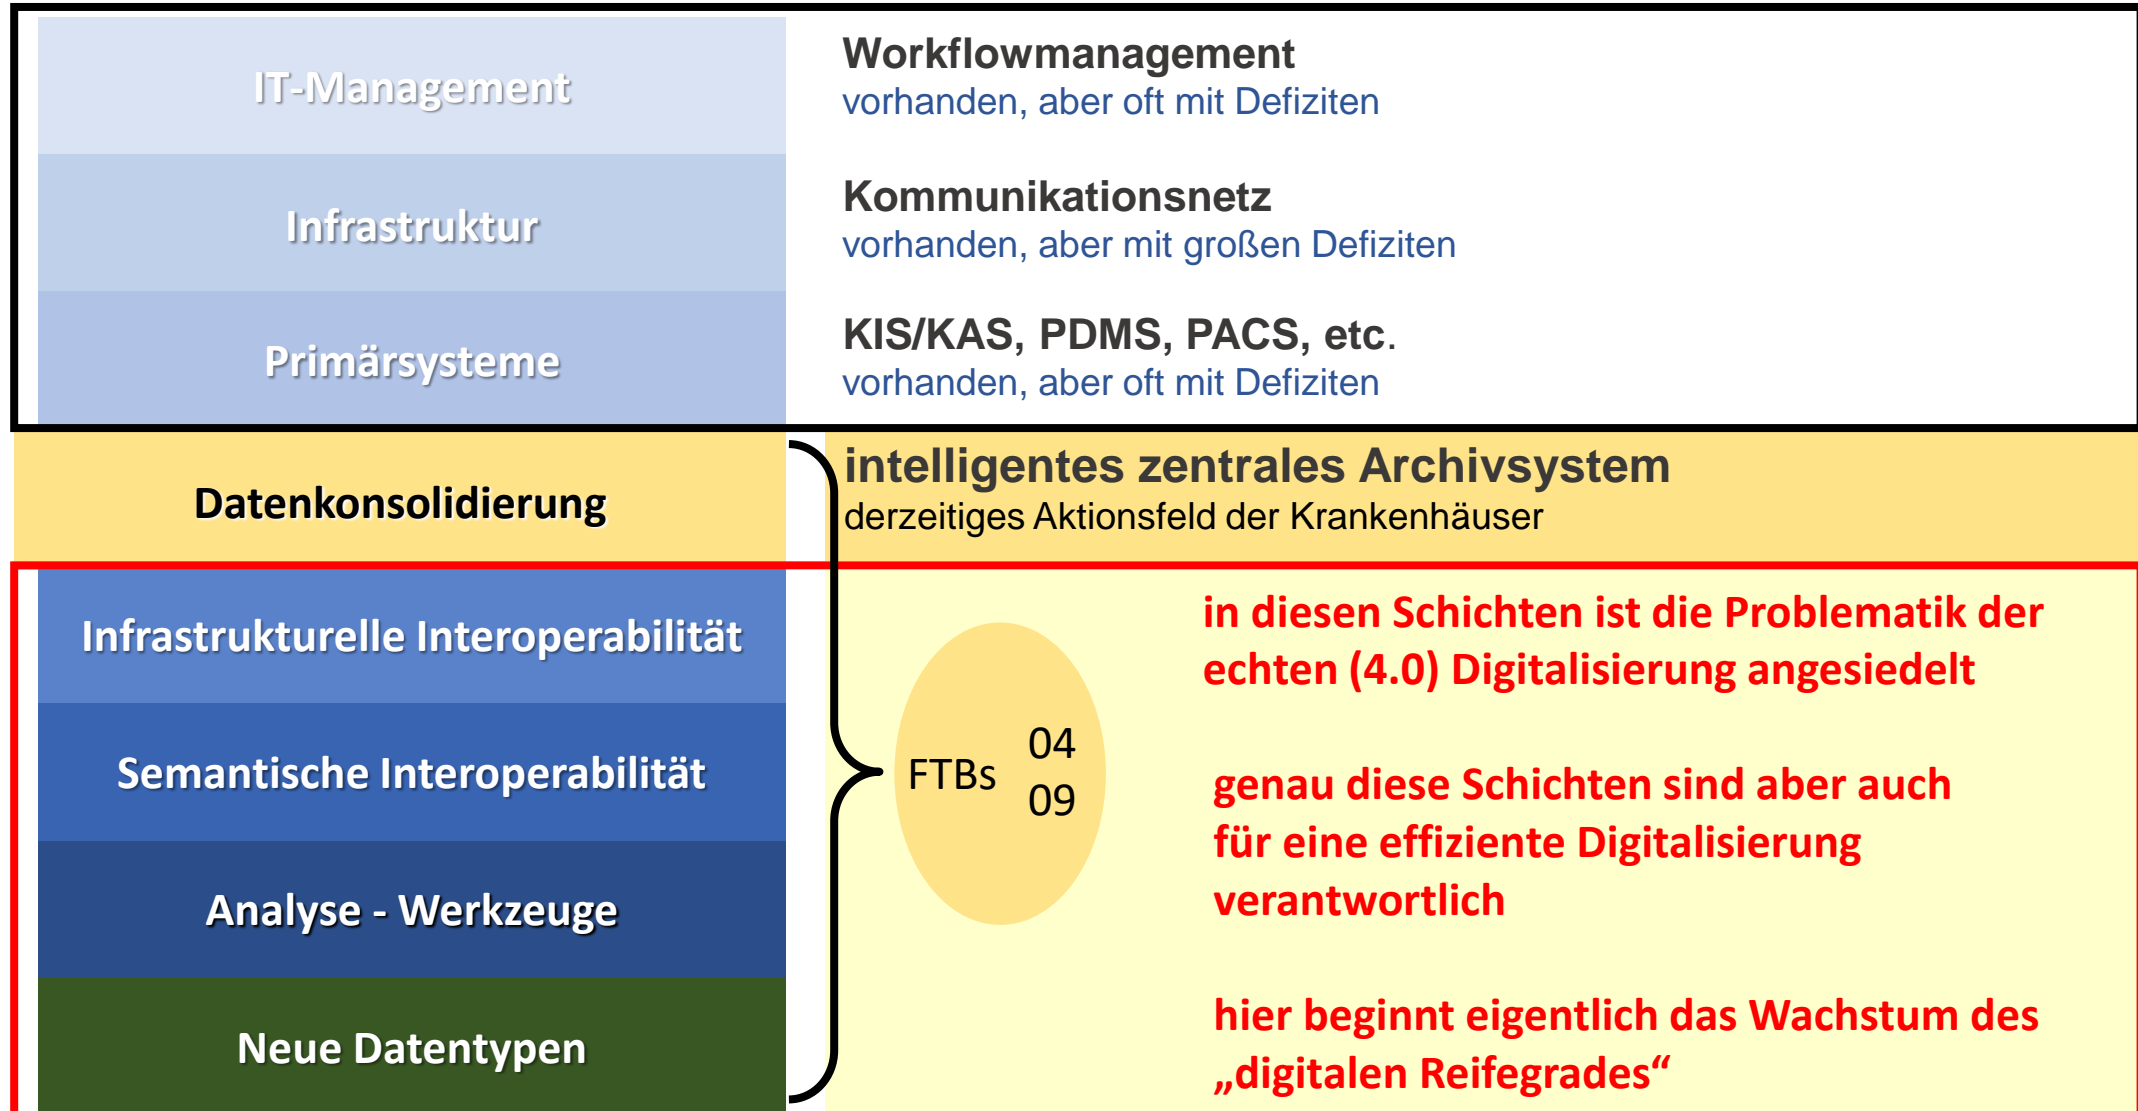 IT-Management
Workflowmanagement
vorhanden, aber oft mit Defiziten
Infrastruktur
Kommunikationsnetz
vorhanden, aber mit großen Defiziten
Primärsysteme
KIS/KAS, PDMS, PACS, etc.
vorhanden, aber oft mit Defiziten
Datenkonsolidierung
intelligentes zentrales Archivsystem
derzeitiges Aktionsfeld der Krankenhäuser
Infrastrukturelle Interoperabilität
Semantische Interoperabilität
Analyse - Werkzeuge
Neue Datentypen
FTBs
04
09
in diesen Schichten ist die Problematik der
echten (4.0) Digitalisierung angesiedelt
genau diese Schichten sind aber auch
für eine effiziente Digitalisierung
verantwortlich
hier beginnt eigentlich das Wachstum des
„digitalen Reifegrades“